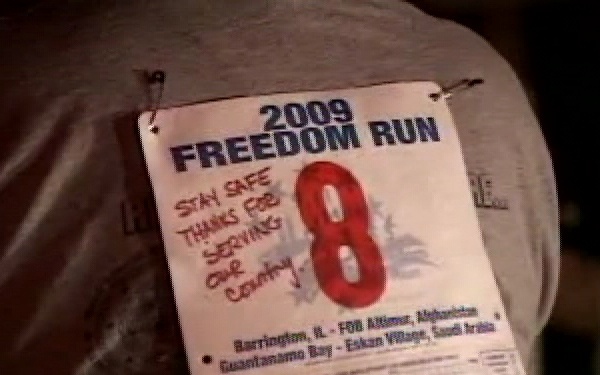 2009
FREEDOM RUN
8
STAY SAFE
THANKS FOR
SERVING
OUR
Country.
Barrington, IL - FOB Altimur, Afghanistan
Guantanamo Bay - Eskan Village, Saudi Arabia